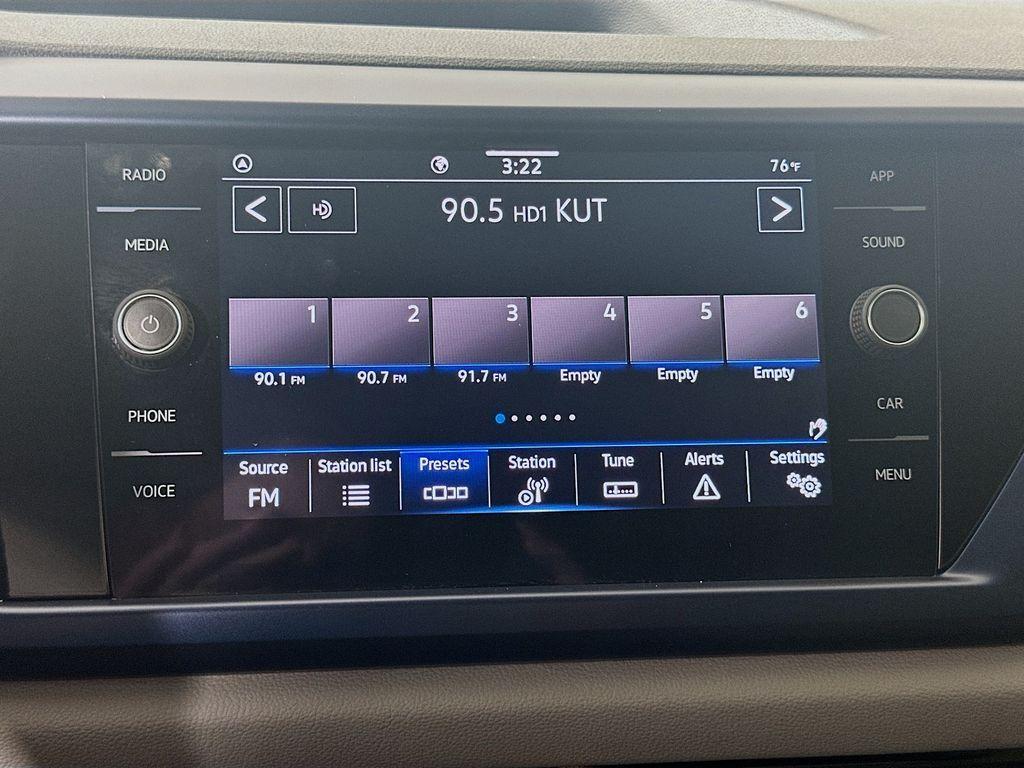 RADIO
MEDIA
PHONE
VOICE
3:22
76°F
HD
90.5 HD1 KUT
1
2
3
4
5
6
90.1 FM
90.7 FM
91.7 FM
Empty
Empty
Empty
Source
FM
Station list
Presets
Station
Tune
Alerts
Settings
APP
SOUND
CAR
MENU